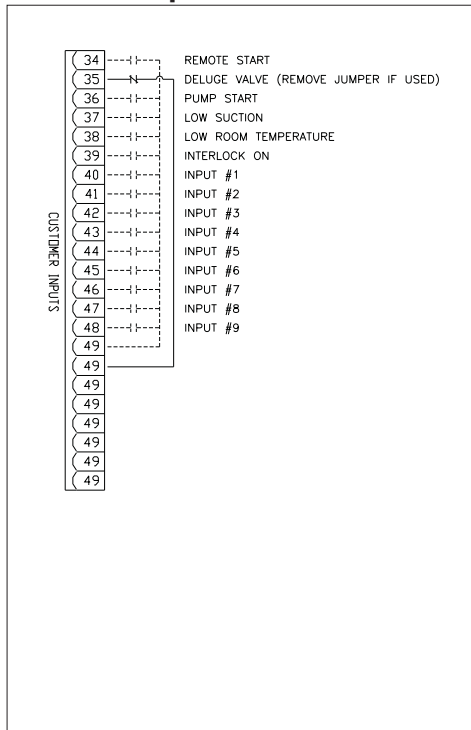 34 REMOTE START
35 DELUGE VALVE (REMOVE JUMPER IF USED)
36 PUMP START
37 LOW SUCTION
38 LOW ROOM TEMPERATURE
39 INTERLOCK ON
40 INPUT #1
41 INPUT #2
42 INPUT #3
43 INPUT #4
44 INPUT #5
45 INPUT #6
46 INPUT #7
47 INPUT #8
48 INPUT #9
49
49
49
49
49
49
49
49
CUSTOMER INPUTS